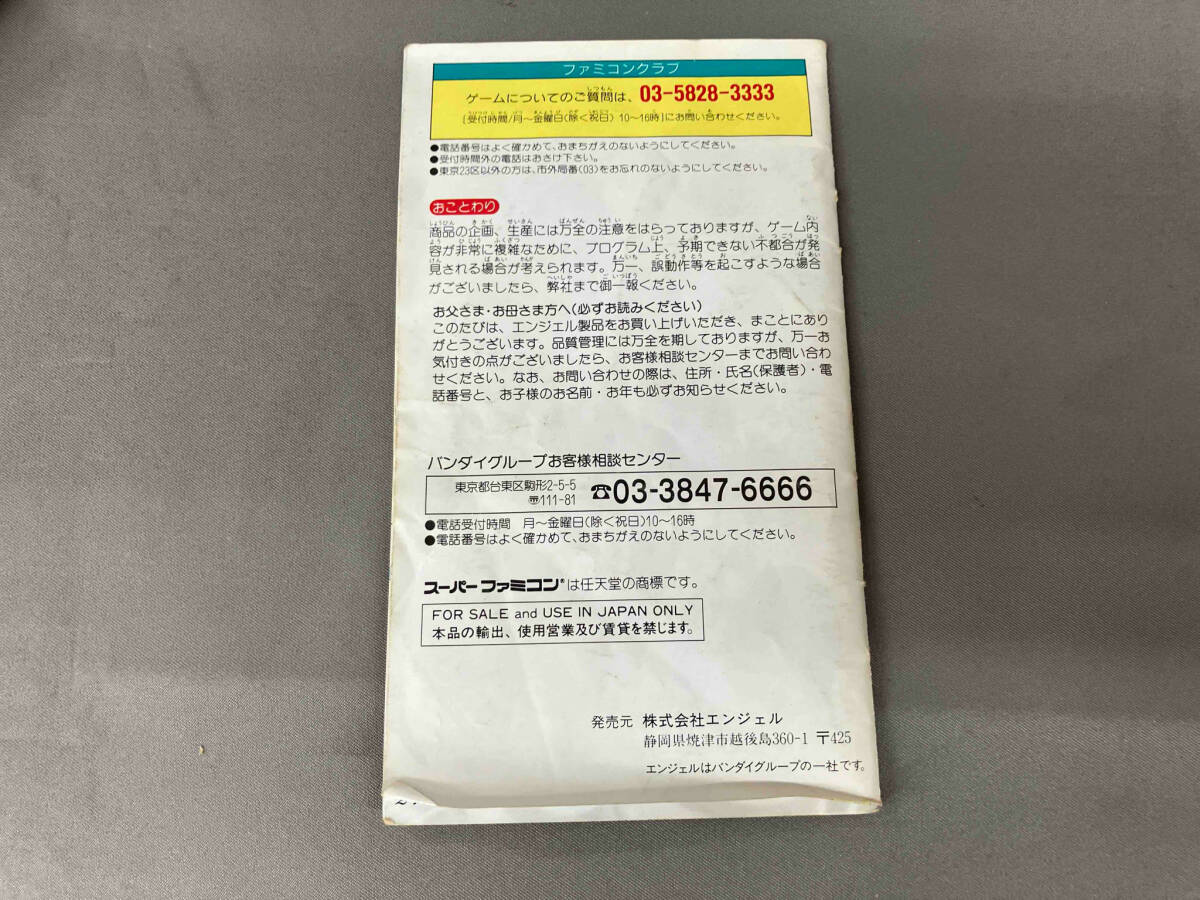 ファミコンクラブ
ゲームについてのご質問は、03-5828-3333
[受付時間/月~金曜日(除く祝日) 10~16時]にお問い合わせください。
●電話番号はよく確かめて、おまちがえのないようにしてください。
●受付時間外の電話はおさけ下さい。
●東京23区以外の方は、市外局番(03)をお忘れのないようにしてください。
おことわり
商品の企画、生産には万全の注意をはらっておりますが、ゲーム内
容が非常に複雑なために、プログラム上、予期できない不都合が発
見される場合が考えられます。万一、誤動作等を起こすような場合
がございましたら、弊社まで御一報ください。
お父さま・お母さま方へ(必ずお読みください)
このたびは、エンジェル製品をお買い上げいただき、まことにあり
がとうございます。品質管理には万全を期しておりますが、万一お
気付きの点がございましたら、お客様相談センターまでお問い合わ
せください。なお、お問い合わせの際は、住所・氏名(保護者)・電
話番号と、お子様のお名前・お年も必ずお知らせください。
バンダイグループお客様相談センター
東京都台東区駒形2-5-5
〠111-81 ☎03-3847-6666
●電話受付時間 月~金曜日(除く祝日)10~16時
●電話番号はよく確かめて、おまちがえのないようにしてください。
スーパーファミコン®は任天堂の商標です。
FOR SALE and USE IN JAPAN ONLY
本品の輸出、使用営業及び賃貸を禁じます。
発売元 株式会社エンジェル
静岡県焼津市越後島360-1 〒425
エンジェルはバンダイグループの一社です。